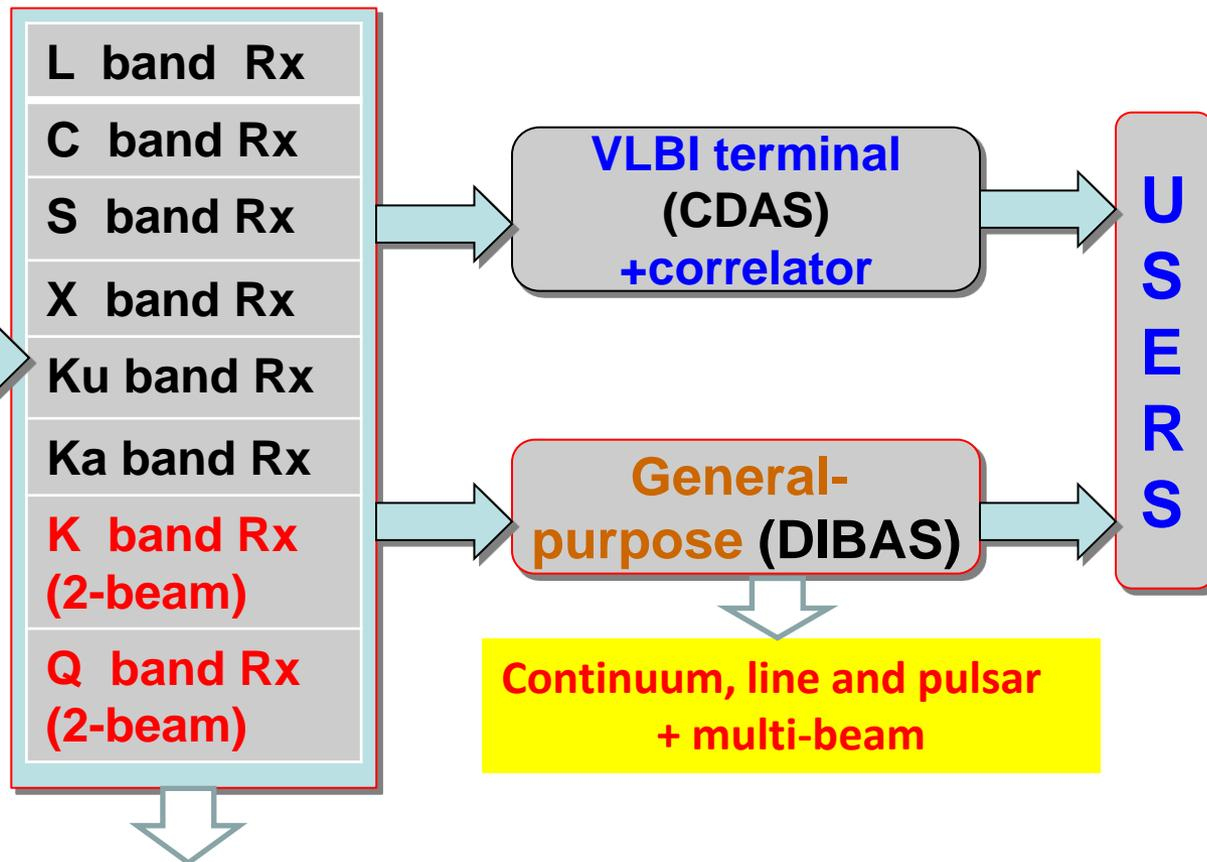 L band Rx
C band Rx
S band Rx
X band Rx
Ku band Rx
Ka band Rx
K band Rx
(2-beam)
Q band Rx
(2-beam)
VLBI terminal
(CDAS)
+correlator
General-
purpose (DIBAS)
Continuum, line and pulsar
+ multi-beam
U
S
E
R
S